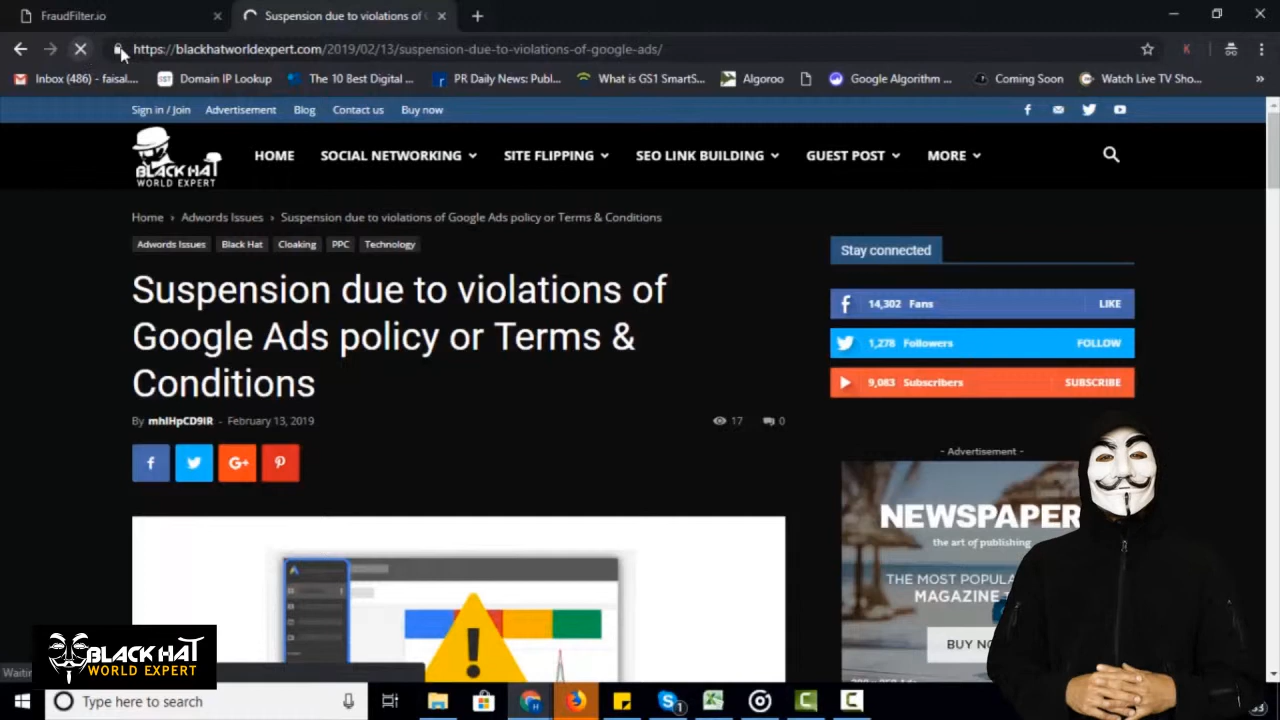 FraudFilter.io
Suspension due to violations of
https://blackhatworldexpert.com/2019/02/13/suspension-due-to-violations-of-google-ads/
K
Inbox (486) - faisal...
Domain IP Lookup
The 10 Best Digital ...
PR Daily News: Publ...
What is GS1 SmartS...
Algoroo
Google Algorithm ...
Coming Soon
Watch Live TV Sho...
Sign in / Join
Advertisement
Blog
Contact us
Buy now
BLACK HAT
WORLD EXPERT
HOME
SOCIAL NETWORKING
SITE FLIPPING
SEO LINK BUILDING
GUEST POST
MORE
Home › Adwords Issues › Suspension due to violations of Google Ads policy or Terms & Conditions
Adwords Issues
Black Hat
Cloaking
PPC
Technology
Suspension due to violations of
Google Ads policy or Terms &
Conditions
By mhIHpCD9IR - February 13, 2019
17
0
Stay connected
14,302 Fans
LIKE
1,278 Followers
FOLLOW
9,083 Subscribers
SUBSCRIBE
- Advertisement -
NEWSPAPER
the art of publishing
THE MOST POPULA
MAGAZINE T
BUY NO
BLACK HAT
WORLD EXPERT
Waitin
Type here to search